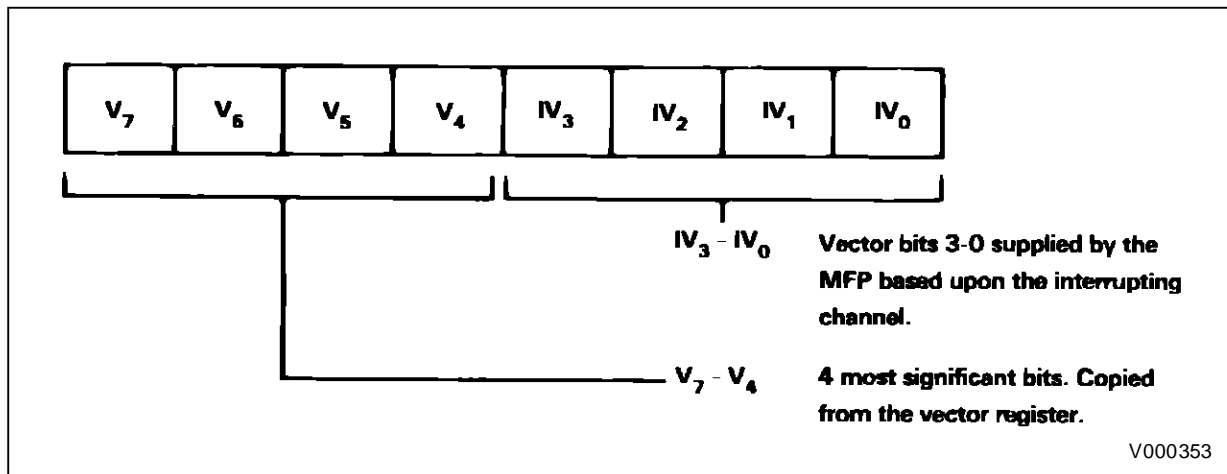 V7 V6 V5 V4 IV3 IV2 IV1 IV0
IV3 - IV0 Vector bits 3-0 supplied by the
MFP based upon the interrupting
channel.
V7 - V4 4 most significant bits. Copied
from the vector register.
V000353